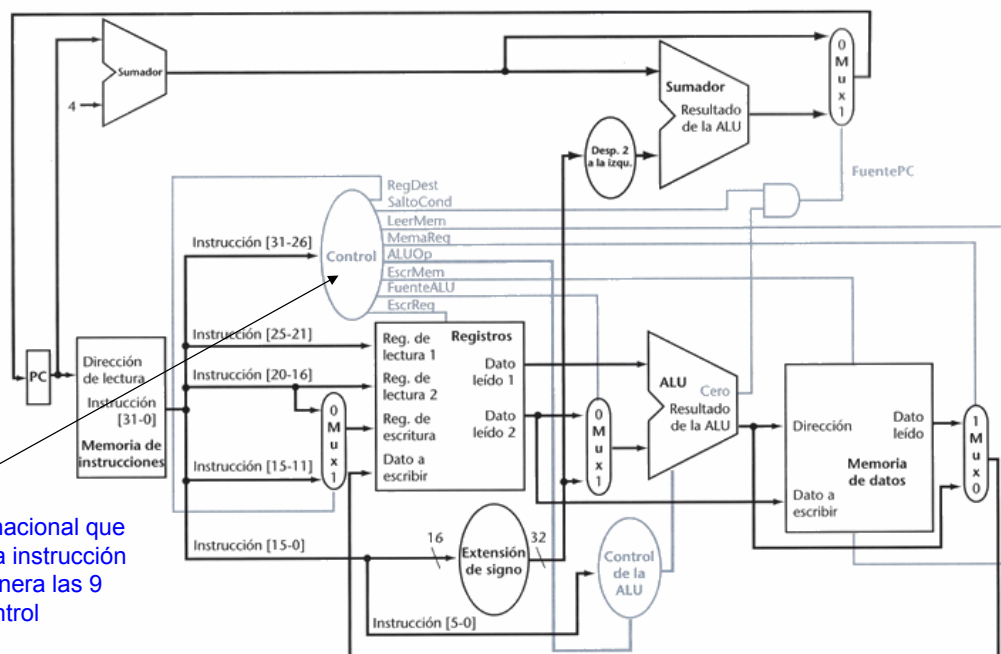 Sumador
4
Sumador
Resultado
de la ALU
0
M
u
x
1
Desp. 2
a la izqu.
FuentePC
RegDest
SaltoCond
LeerMem
MemaReg
ALUOp
EscrMem
FuenteALU
EscrReg
Control
Instrucción [31-26]
Instrucción [25-21]
Instrucción [20-16]
Instrucción [15-11]
Instrucción [15-0]
Instrucción [5-0]
PC
Dirección
de lectura
Instrucción
[31-0]
Memoria de
instrucciones
0
M
u
x
1
Registros
Reg. de
lectura 1
Reg. de
lectura 2
Reg. de
escritura
Dato a
escribir
Dato
leído 1
Dato
leído 2
0
M
u
x
1
ALU
Cero
Resultado
de la ALU
Dirección
Dato
leído
Memoria
de datos
Dato a
escribir
1
M
u
x
0
16
Extensión
de signo
32
Control
de la
ALU
nacional que
a instrucción
nera las 9
ntrol